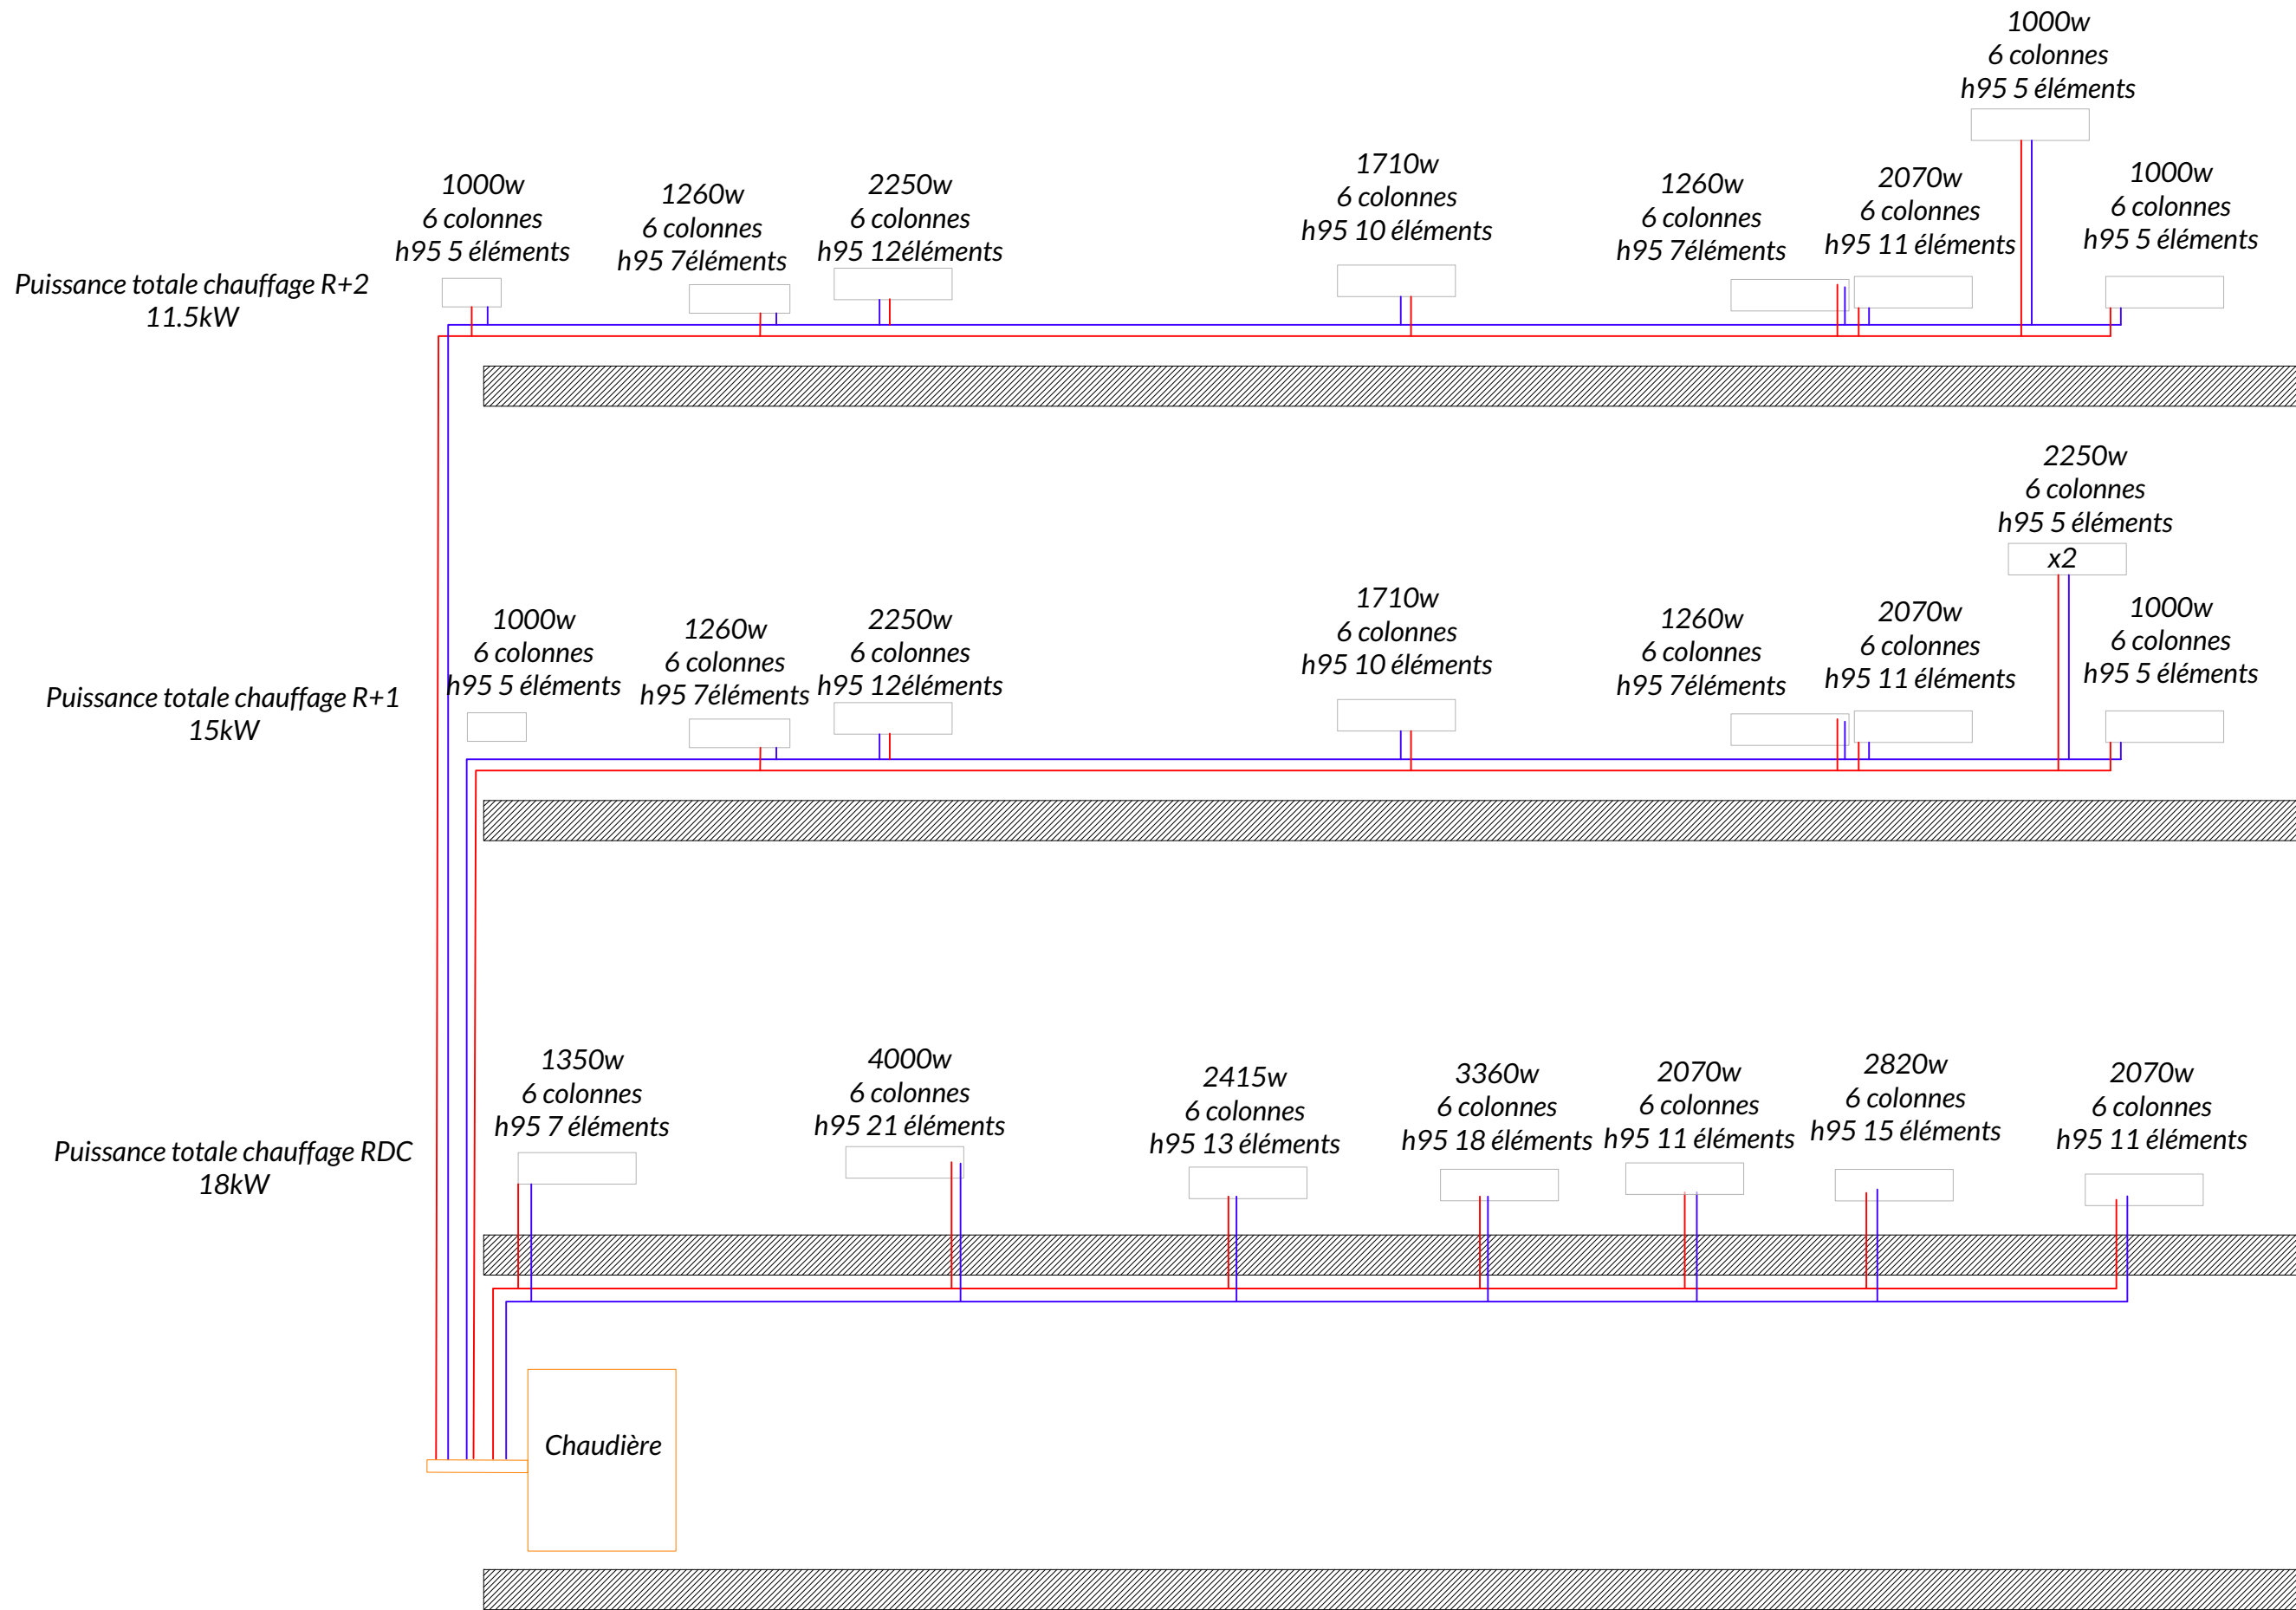 1000w
6 colonnes
h95 5 éléments
1000w
6 colonnes
h95 5 éléments
1260w
6 colonnes
h95 7éléments
2250w
6 colonnes
h95 12éléments
1710w
6 colonnes
h95 10 éléments
1260w
6 colonnes
h95 7éléments
2070w
6 colonnes
h95 11 éléments
1000w
6 colonnes
h95 5 éléments
Puissance totale chauffage R+2
11.5kW
2250w
6 colonnes
h95 5 éléments
x2
1000w
6 colonnes
h95 5 éléments
1260w
6 colonnes
h95 7éléments
2250w
6 colonnes
h95 12éléments
1710w
6 colonnes
h95 10 éléments
1260w
6 colonnes
h95 7éléments
2070w
6 colonnes
h95 11 éléments
1000w
6 colonnes
h95 5 éléments
Puissance totale chauffage R+1
15kW
1350w
6 colonnes
h95 7 éléments
4000w
6 colonnes
h95 21 éléments
2415w
6 colonnes
h95 13 éléments
3360w
6 colonnes
h95 18 éléments
2070w
6 colonnes
h95 11 éléments
2820w
6 colonnes
h95 15 éléments
2070w
6 colonnes
h95 11 éléments
Puissance totale chauffage RDC
18kW
Chaudière